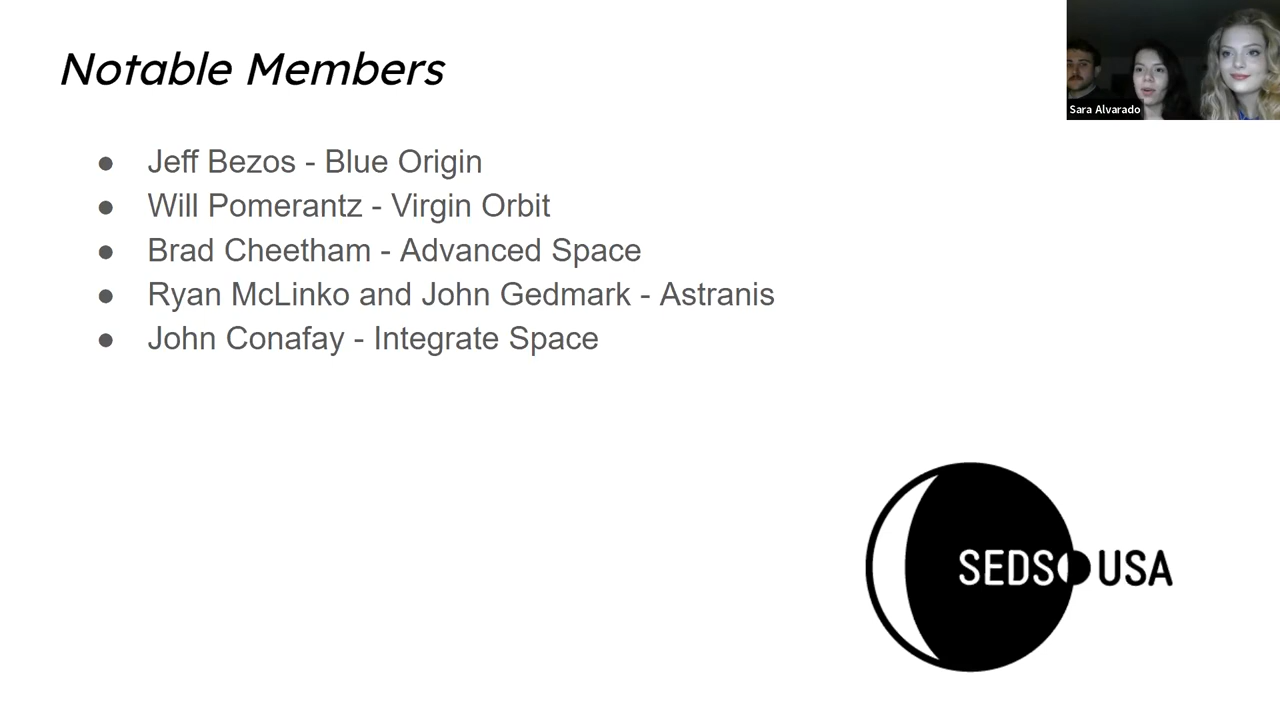 Notable Members
Sara Alvarado
● Jeff Bezos - Blue Origin
● Will Pomerantz - Virgin Orbit
● Brad Cheetham - Advanced Space
● Ryan McLinko and John Gedmark - Astranis
● John Conafay - Integrate Space
SEDS USA